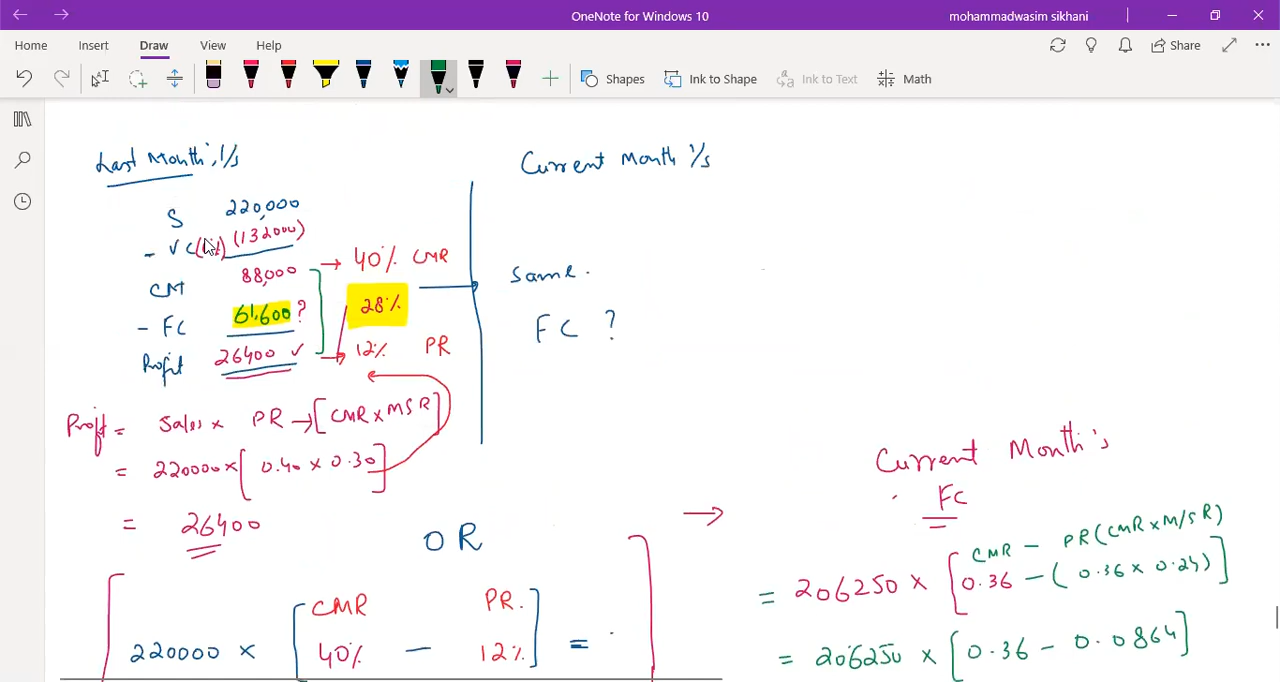 OneNote for Windows 10
mohammadwasim sikhani
Home Insert Draw View Help
Share
Shapes
Ink to Shape
Ink to Text
Math
Last Month's I/s
S 220,000
- VC (132000)
CM 88,000 → 40% CMR
- FC 61,600 ? 28%
Profit 26400 ✓ → 12% PR
Profit = Sales x PR → [CMR x MSR]
= 220000 x [0.40 x 0.30]
= 26400
OR
CMR PR.
220000 x 40% - 12% =
Current Month I/s
Same.
FC ?
→
Current Month's
FC
CMR - PR (CMR x M/SR)
= 206250 x [0.36 - (0.36 x 0.24)]
= 206250 x [0.36 - 0.0864]